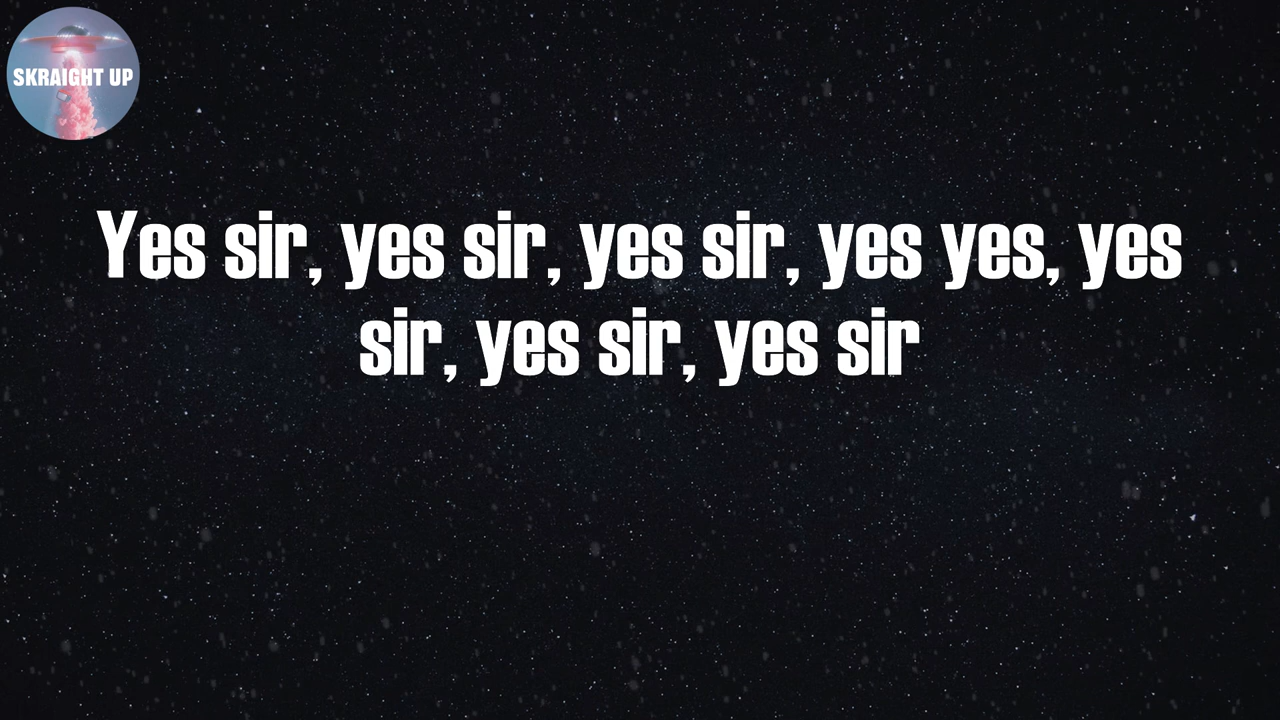 SKRAIGHT UP
Yes sir, yes sir, yes sir, yes yes, yes
sir, yes sir, yes sir